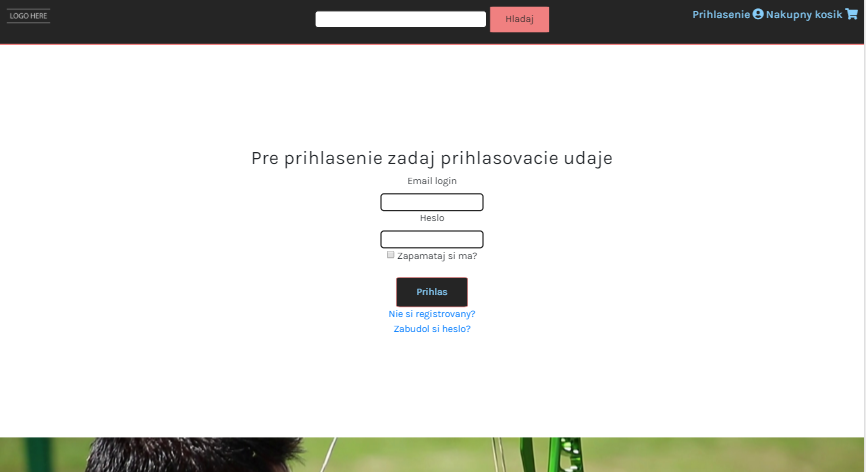 LOGO HERE
Hladaj
Prihlasenie Nakupny kosik
Pre prihlasenie zadaj prihlasovacie udaje
Email login
Heslo
Zapamataj si ma?
Prihlas
Nie si registrovany?
Zabudol si heslo?